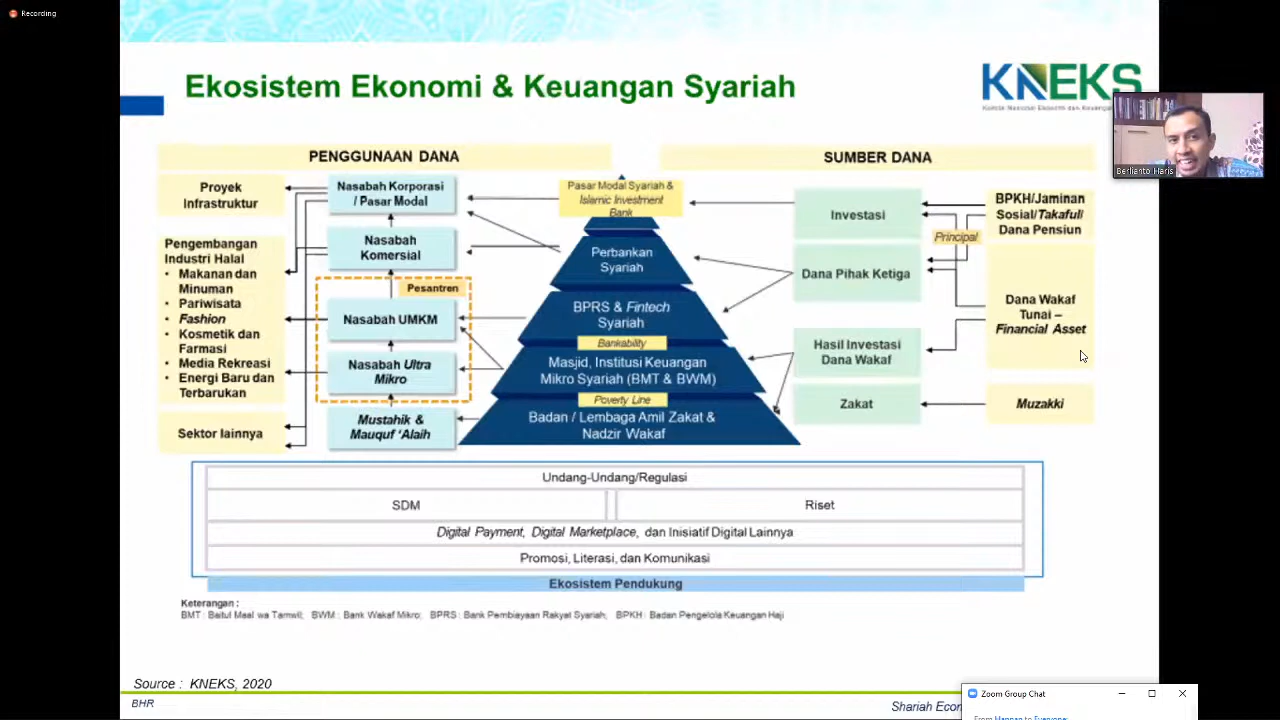 Recording
Ekosistem Ekonomi & Keuangan Syariah
KNEKS
Berlianto Haris
PENGGUNAAN DANA
SUMBER DANA
Proyek
Infrastruktur
Pengembangan
Industri Halal
• Makanan dan
Minuman
• Pariwisata
• Fashion
• Kosmetik dan
Farmasi
• Media Rekreasi
• Energi Baru dan
Terbarukan
Sektor lainnya
Nasabah Korporasi
/ Pasar Modal
Nasabah
Komersial
Pesantren
Nasabah UMKM
Nasabah Ultra
Mikro
Mustahik &
Mauquf 'Alaih
Pasar Modal Syariah &
Islamic Investment
Bank
Perbankan
Syariah
BPRS & Fintech
Syariah
Bankability
Masjid, Institusi Keuangan
Mikro Syariah (BMT & BWM)
Poverty Line
Badan / Lembaga Amil Zakat &
Nadzir Wakaf
Investasi
Dana Pihak Ketiga
Hasil Investasi
Dana Wakaf
Zakat
Principal
BPKH/Jaminan
Sosial/Takaful/
Dana Pensiun
Dana Wakaf
Tunai –
Financial Asset
Muzakki
Undang-Undang/Regulasi
SDM
Riset
Digital Payment, Digital Marketplace, dan Inisiatif Digital Lainnya
Promosi, Literasi, dan Komunikasi
Ekosistem Pendukung
Keterangan :
BMT : Baitul Maal wa Tamwil; BWM : Bank Wakaf Mikro; BPRS : Bank Pembiayaan Rakyat Syariah; BPKH : Badan Pengelola Keuangan Haji
Source : KNEKS, 2020
BHR
Shariah Econ
Zoom Group Chat